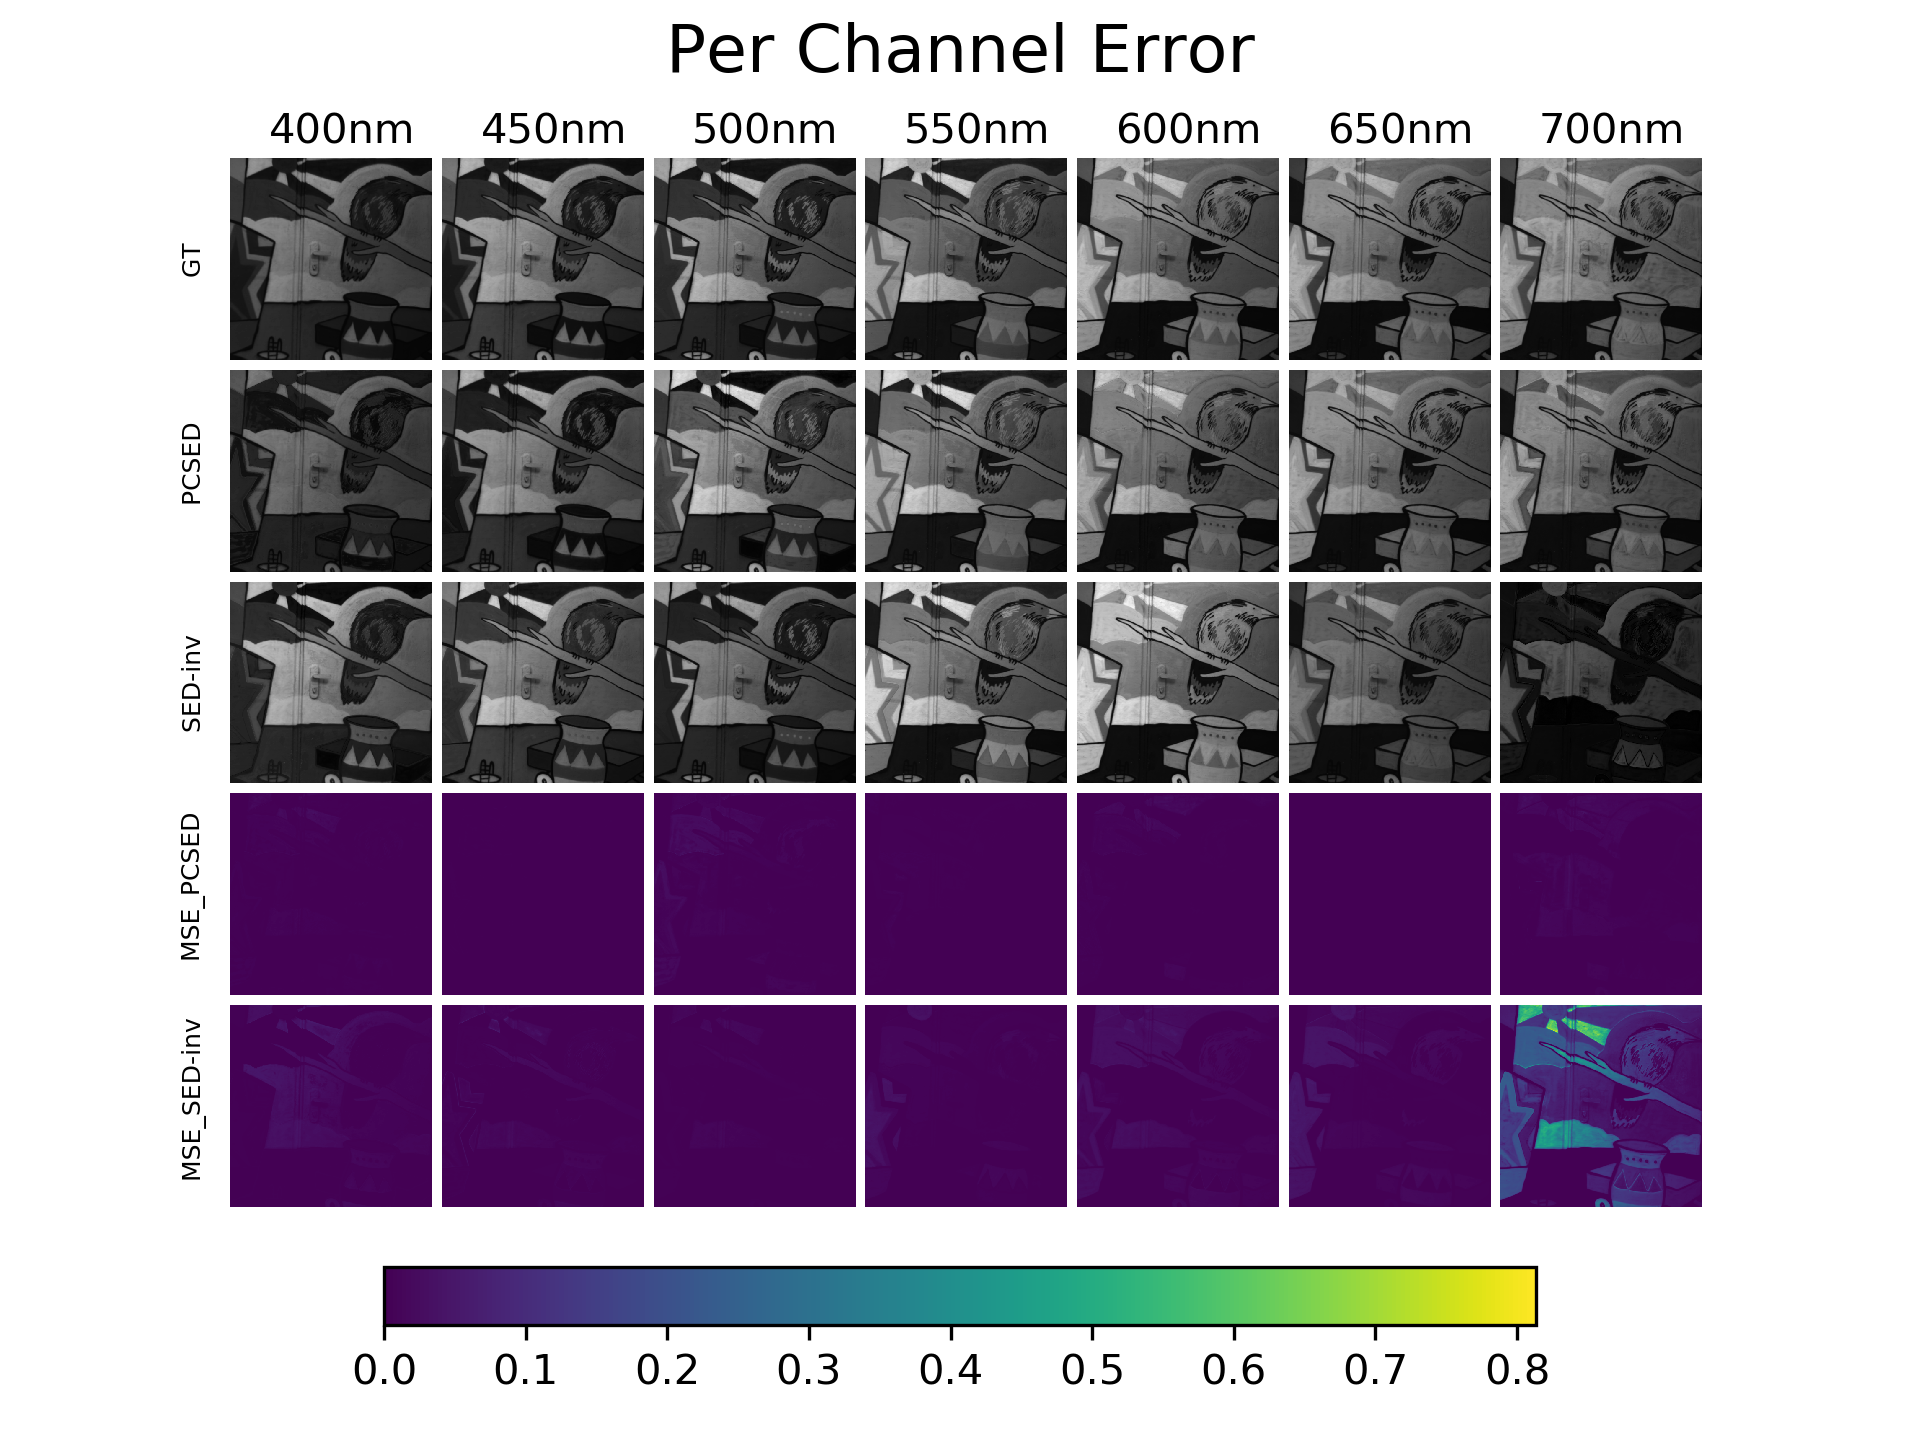 Per Channel Error
400nm 450nm 500nm 550nm 600nm 650nm 700nm
GT
PCSED
SED-inv
MSE_PCSED
MSE_SED-inv
0.0 0.1 0.2 0.3 0.4 0.5 0.6 0.7 0.8